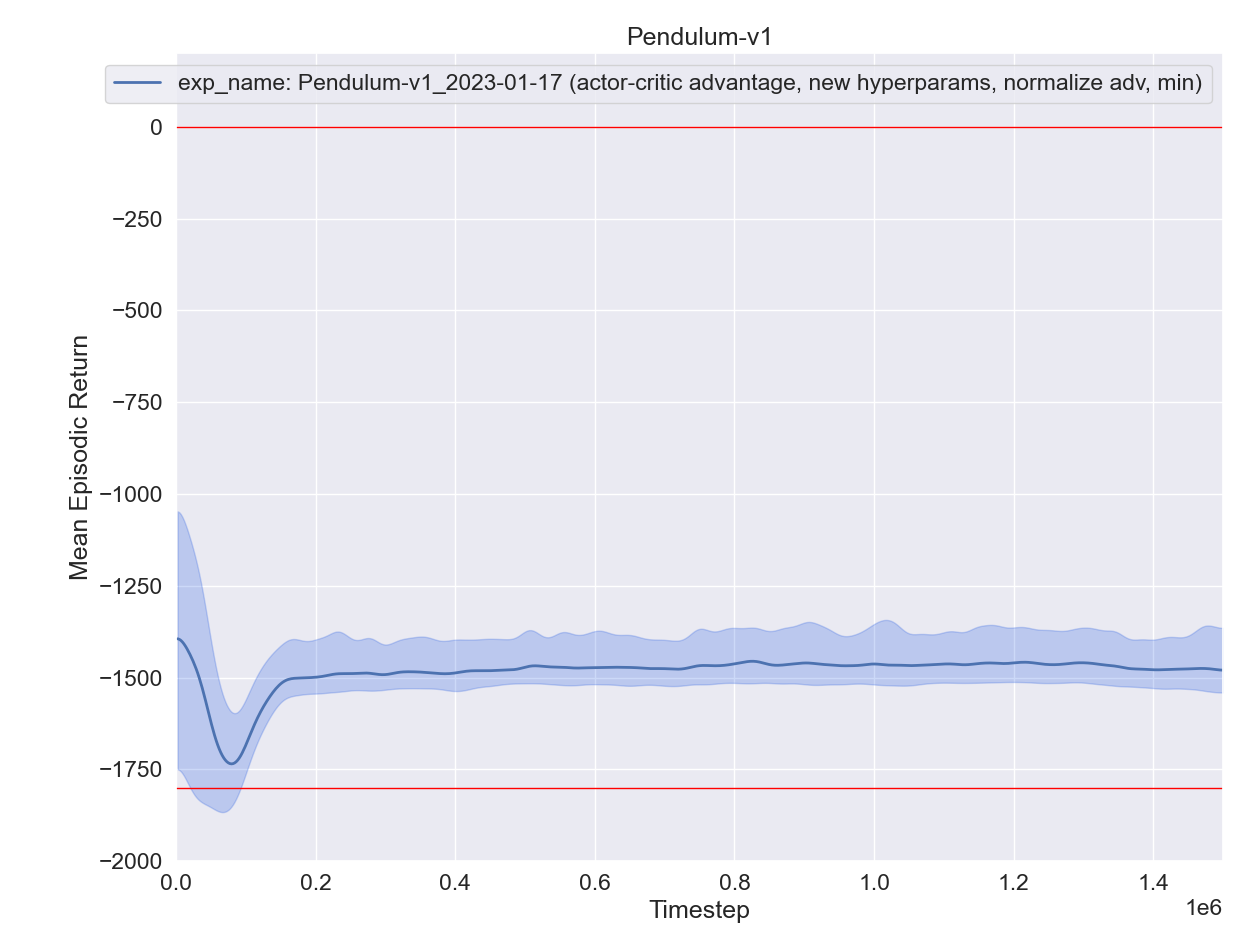 Pendulum-v1
exp_name: Pendulum-v1_2023-01-17 (actor-critic advantage, new hyperparams, normalize adv, min)
0
−250
−500
−750
−1000
−1250
−1500
−1750
−2000
Mean Episodic Return
0.0 0.2 0.4 0.6 0.8 1.0 1.2 1.4
1e6
Timestep